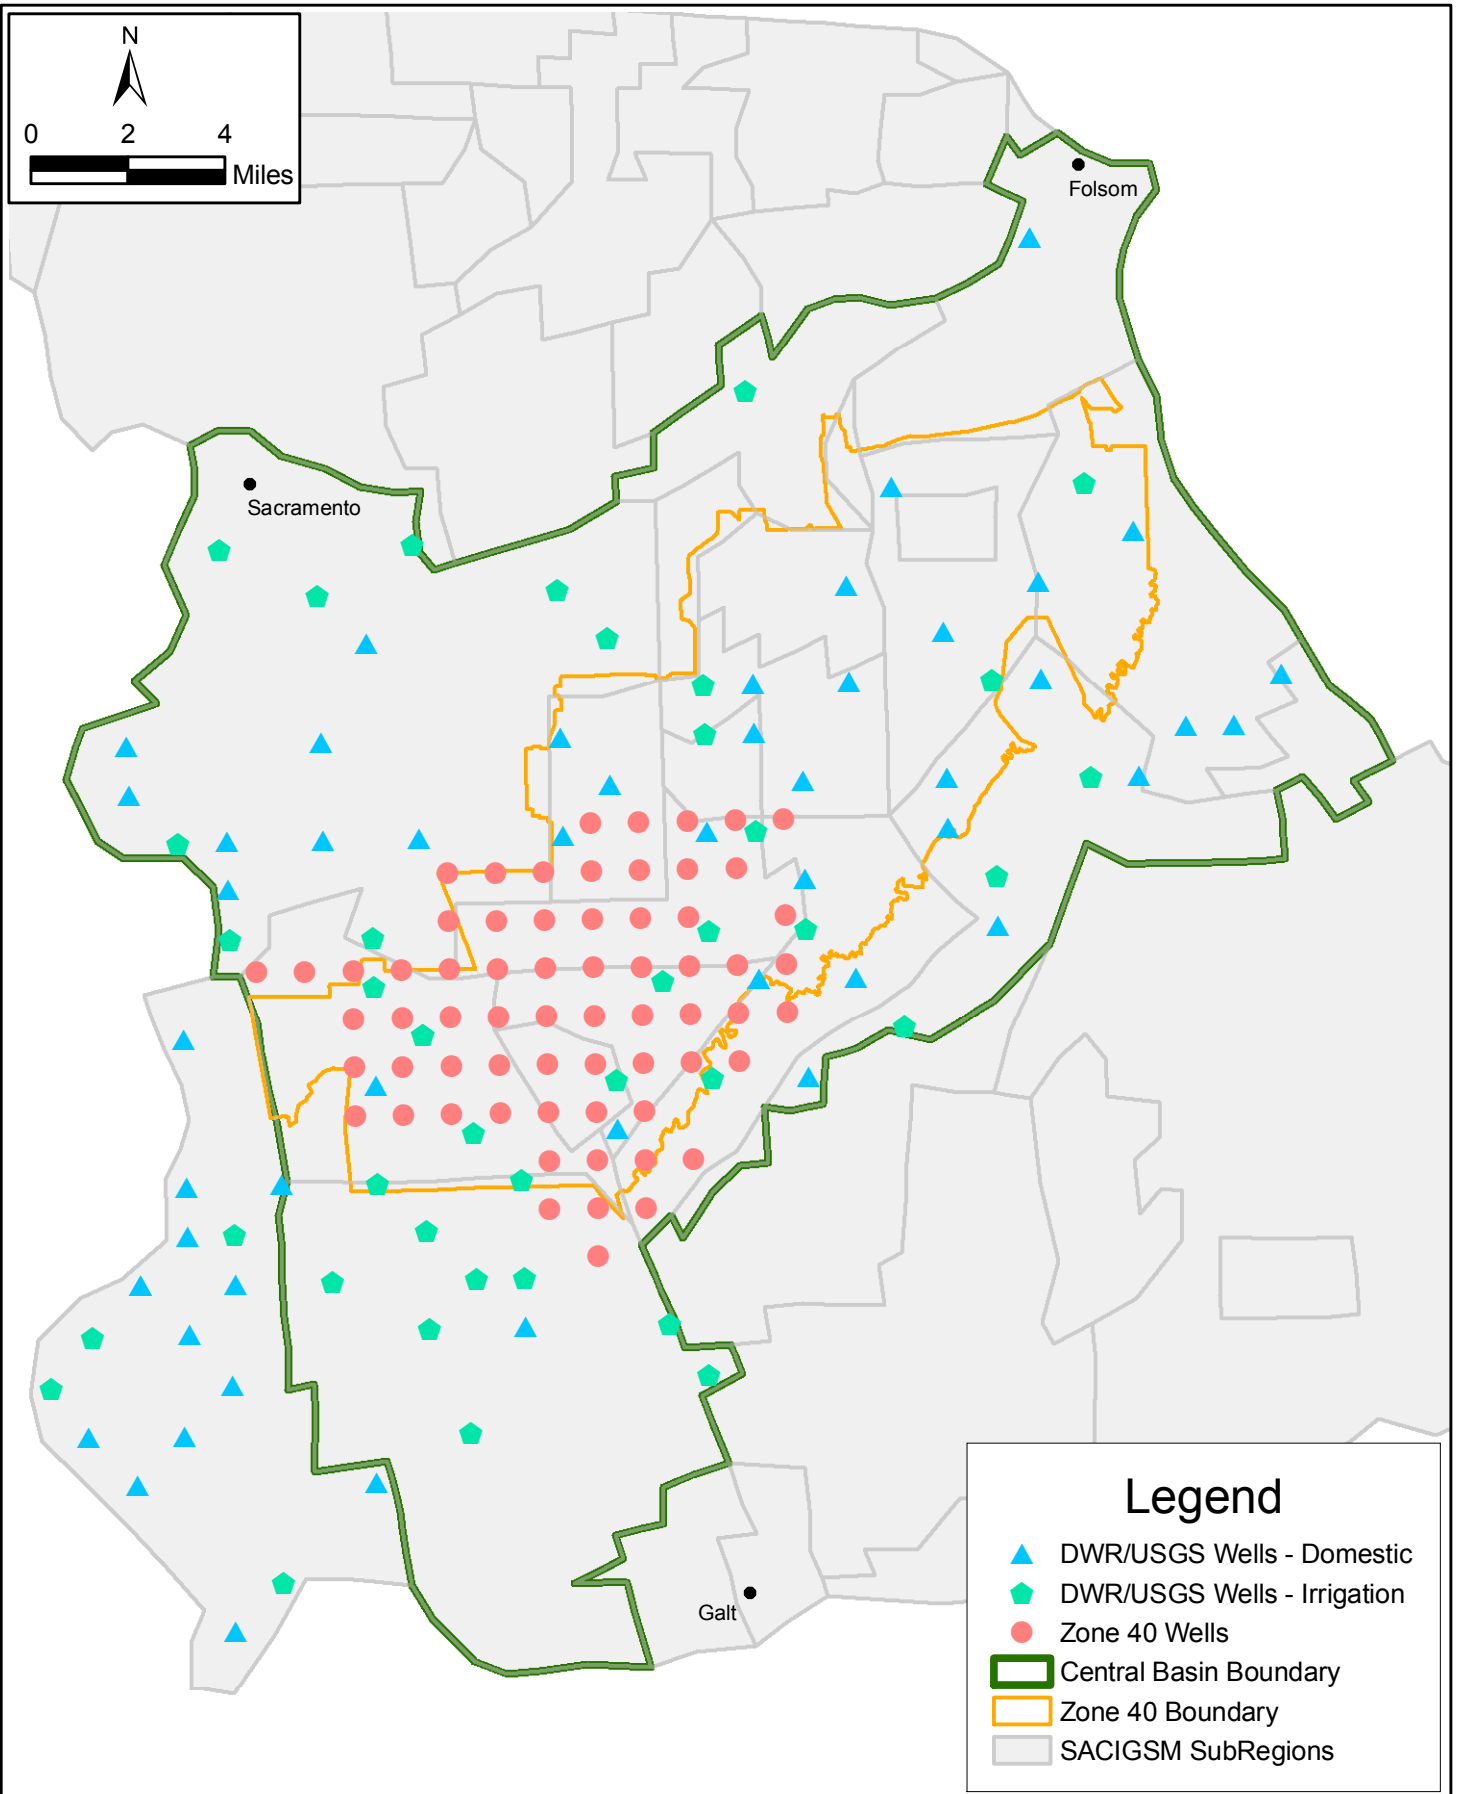 N
0 2 4
Miles
Folsom
Sacramento
Galt
Legend
DWR/USGS Wells - Domestic
DWR/USGS Wells - Irrigation
Zone 40 Wells
Central Basin Boundary
Zone 40 Boundary
SACIGSM SubRegions